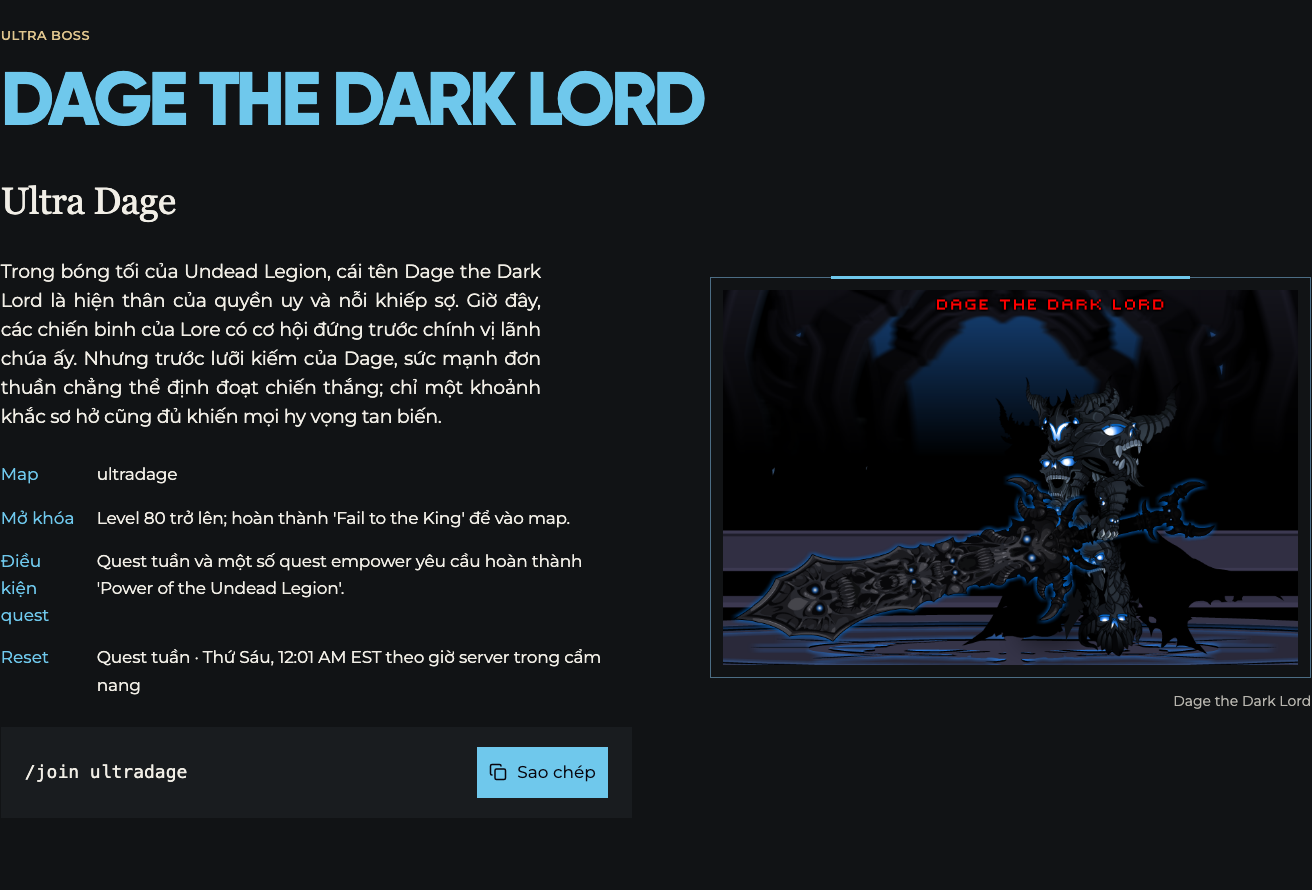 ULTRA BOSS
DAGE THE DARK LORD
Ultra Dage
Trong bóng tối của Undead Legion, cái tên Dage the Dark
Lord là hiện thân của quyền uy và nỗi khiếp sợ. Giờ đây,
các chiến binh của Lore có cơ hội đứng trước chính vị lãnh
chúa ấy. Nhưng trước lưỡi kiếm của Dage, sức mạnh đơn
thuần chẳng thể định đoạt chiến thắng; chỉ một khoảnh
khắc sơ hở cũng đủ khiến mọi hy vọng tan biến.
Map
ultradage
Mở khóa
Level 80 trở lên; hoàn thành 'Fail to the King' để vào map.
Điều
kiện
quest
Quest tuần và một số quest empower yêu cầu hoàn thành
'Power of the Undead Legion'.
Reset
Quest tuần · Thứ Sáu, 12:01 AM EST theo giờ server trong cẩm
nang
/join ultradage
Sao chép
DAGE THE DARK LORD
Dage the Dark Lord